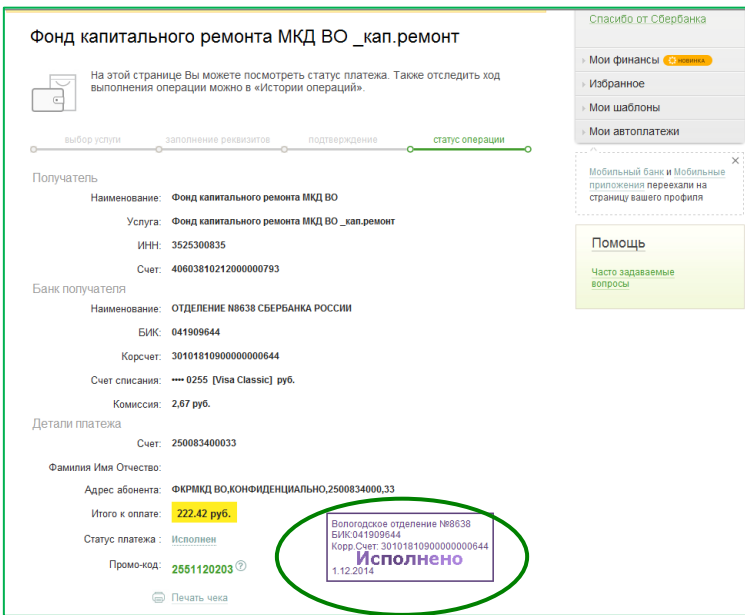 Фонд капитального ремонта МКД ВО _кап.ремонт
На этой странице Вы можете посмотреть статус платежа. Также отследить ход
выполнения операции можно в «Истории операций».
выбор услуги заполнение реквизитов подтверждение статус операции
Получатель
Наименование: Фонд капитального ремонта МКД ВО
Услуга: Фонд капитального ремонта МКД ВО _кап.ремонт
ИНН: 3525300835
Счет: 40603810212000000793
Банк получателя
Наименование: ОТДЕЛЕНИЕ N8638 СБЕРБАНКА РОССИИ
БИК: 041909644
Корсчет: 30101810900000000644
Счет списания: •••• 0255 [Visa Classic] руб.
Комиссия: 2,67 руб.
Детали платежа
Счет: 250083400033
Фамилия Имя Отчество:
Адрес абонента: ФКРМКД ВО,КОНФИДЕНЦИАЛЬНО,2500834000,33
Итого к оплате: 222.42 руб.
Статус платежа : Исполнен
Промо-код: 2551120203 ?
Печать чека
Вологодское отделение №8638
БИК:041909644
Корр.Счет: 30101810900000000644
Исполнено
1.12.2014
Спасибо от Сбербанка
Мои финансы НОВИНКА
Избранное
Мои шаблоны
Мои автоплатежи
Мобильный банк и Мобильные
приложения переехали на
страницу вашего профиля
Помощь
Часто задаваемые
вопросы